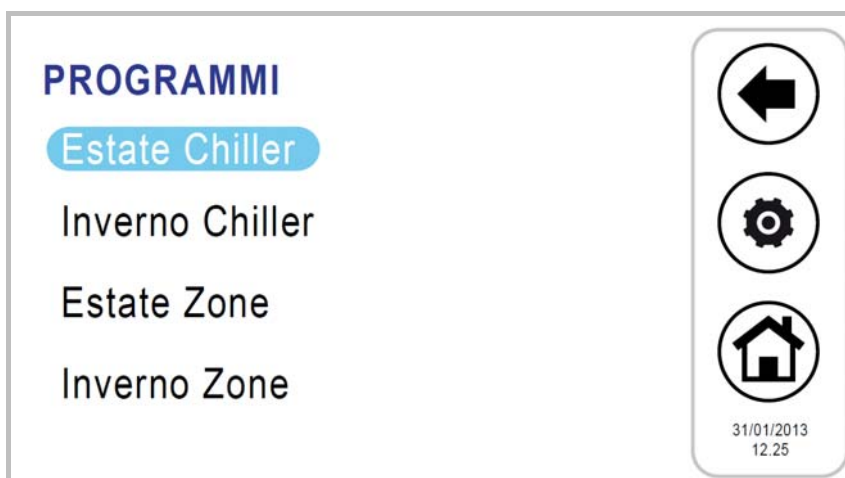 PROGRAMMI
Estate Chiller
Inverno Chiller
Estate Zone
Inverno Zone
31/01/2013
12.25